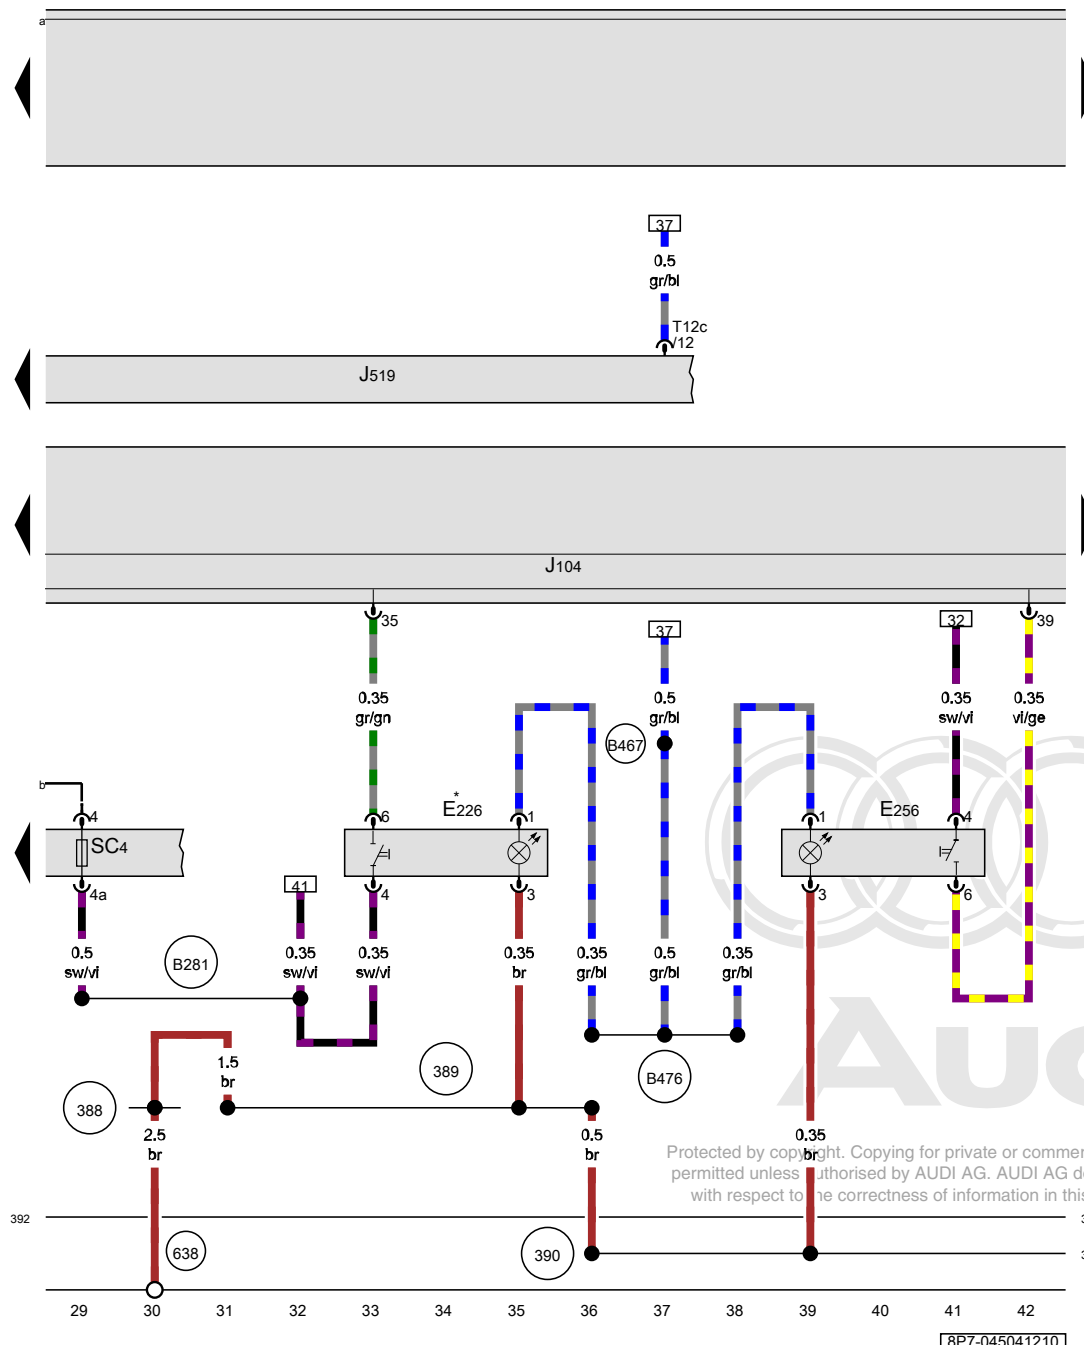 a
37
0.5
gr/bl
T12c
/12
J519
J104
35
37
32
39
0.35
gr/gn
0.5
gr/bl
0.35
sw/vi
0.35
vi/ge
B467
b
4
SC4
6
*
E226
1
1
E256
4
4a
41
4
3
3
6
0.5
sw/vi
B281
0.35
sw/vi
0.35
sw/vi
0.35
br
0.35
gr/bl
0.5
gr/bl
0.35
gr/bl
1.5
br
389
B476
388
2.5
br
0.5
br
0.35
br
Aud
Protected by copyright. Copying for private or commer
permitted unless authorised by AUDI AG. AUDI AG d
with respect to the correctness of information in this
392
3
638
390
3
29 30 31 32 33 34 35 36 37 38 39 40 41 42
8P7-045041210